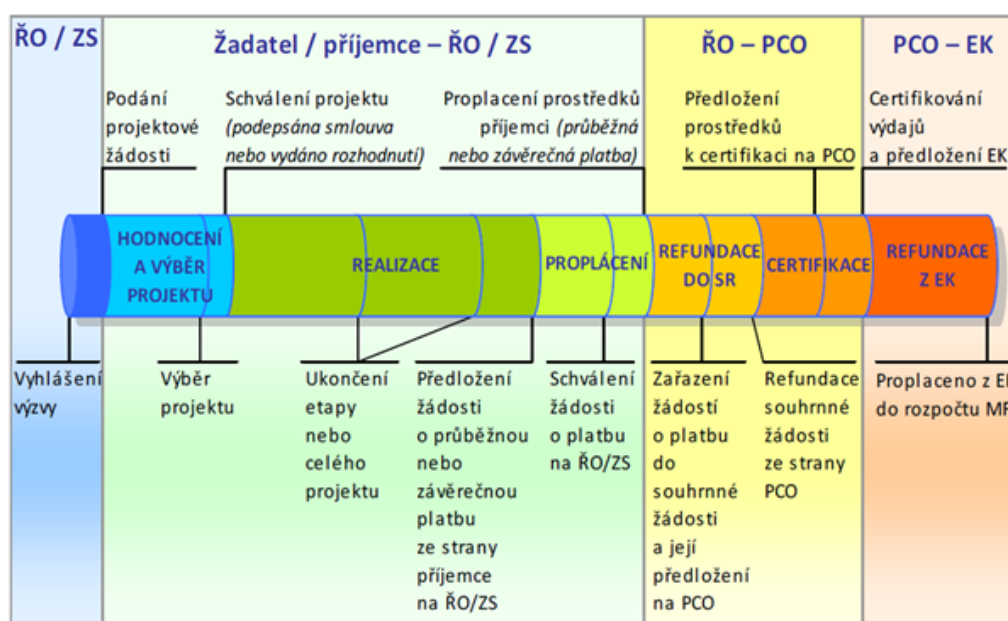 ŘO / ZS
Žadatel / příjemce – ŘO / ZS
ŘO – PCO
PCO – EK
Podání
projektové
žádosti
Schválení projektu
(podepsána smlouva
nebo vydáno rozhodnutí)
Proplacení prostředků
příjemci (průběžná
nebo závěrečná platba)
Předložení
prostředků
k certifikaci na PCO
Certifikování
výdajů
a předložení EK
HODNOCENÍ
A VÝBĚR
PROJEKTU
REALIZACE
PROPLÁCENÍ
REFUNDACE
DO SR
CERTIFIKACE
REFUNDACE
Z EK
Vyhlášení
výzvy
Výběr
projektu
Ukončení
etapy
nebo
celého
projektu
Předložení
žádosti
o průběžnou
nebo
závěrečnou
platbu
ze strany
příjemce
na ŘO/ZS
Schválení
žádosti
o platbu
na ŘO/ZS
Zařazení
žádostí
o platbu
do
souhrnné
žádosti
a její
předložení
na PCO
Refundace
souhrnné
žádosti
ze strany
PCO
Proplaceno z
do rozpočtu